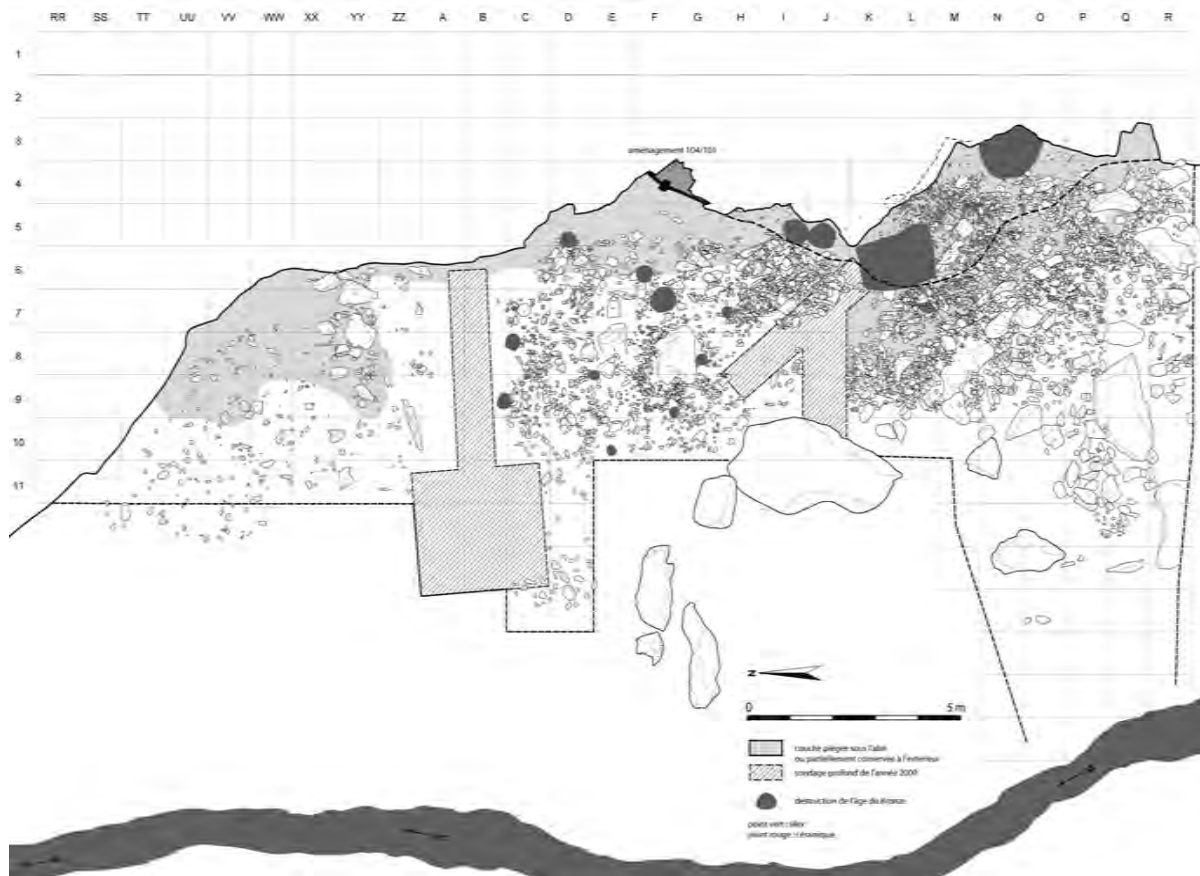 RR SS TT UU VV WW XX YY ZZ A B C D E F G H I J K L M N O P Q R
1
2
3
aménagement 104/103
4
5
6
7
8
9
10
11
N
0 5 m
couche piégée sous l'abri
ou partiellement conservée à l'extérieur
sondage profond de l'année 2009
destruction de l'âge du Bronze
point vert : silex
point rouge : céramique